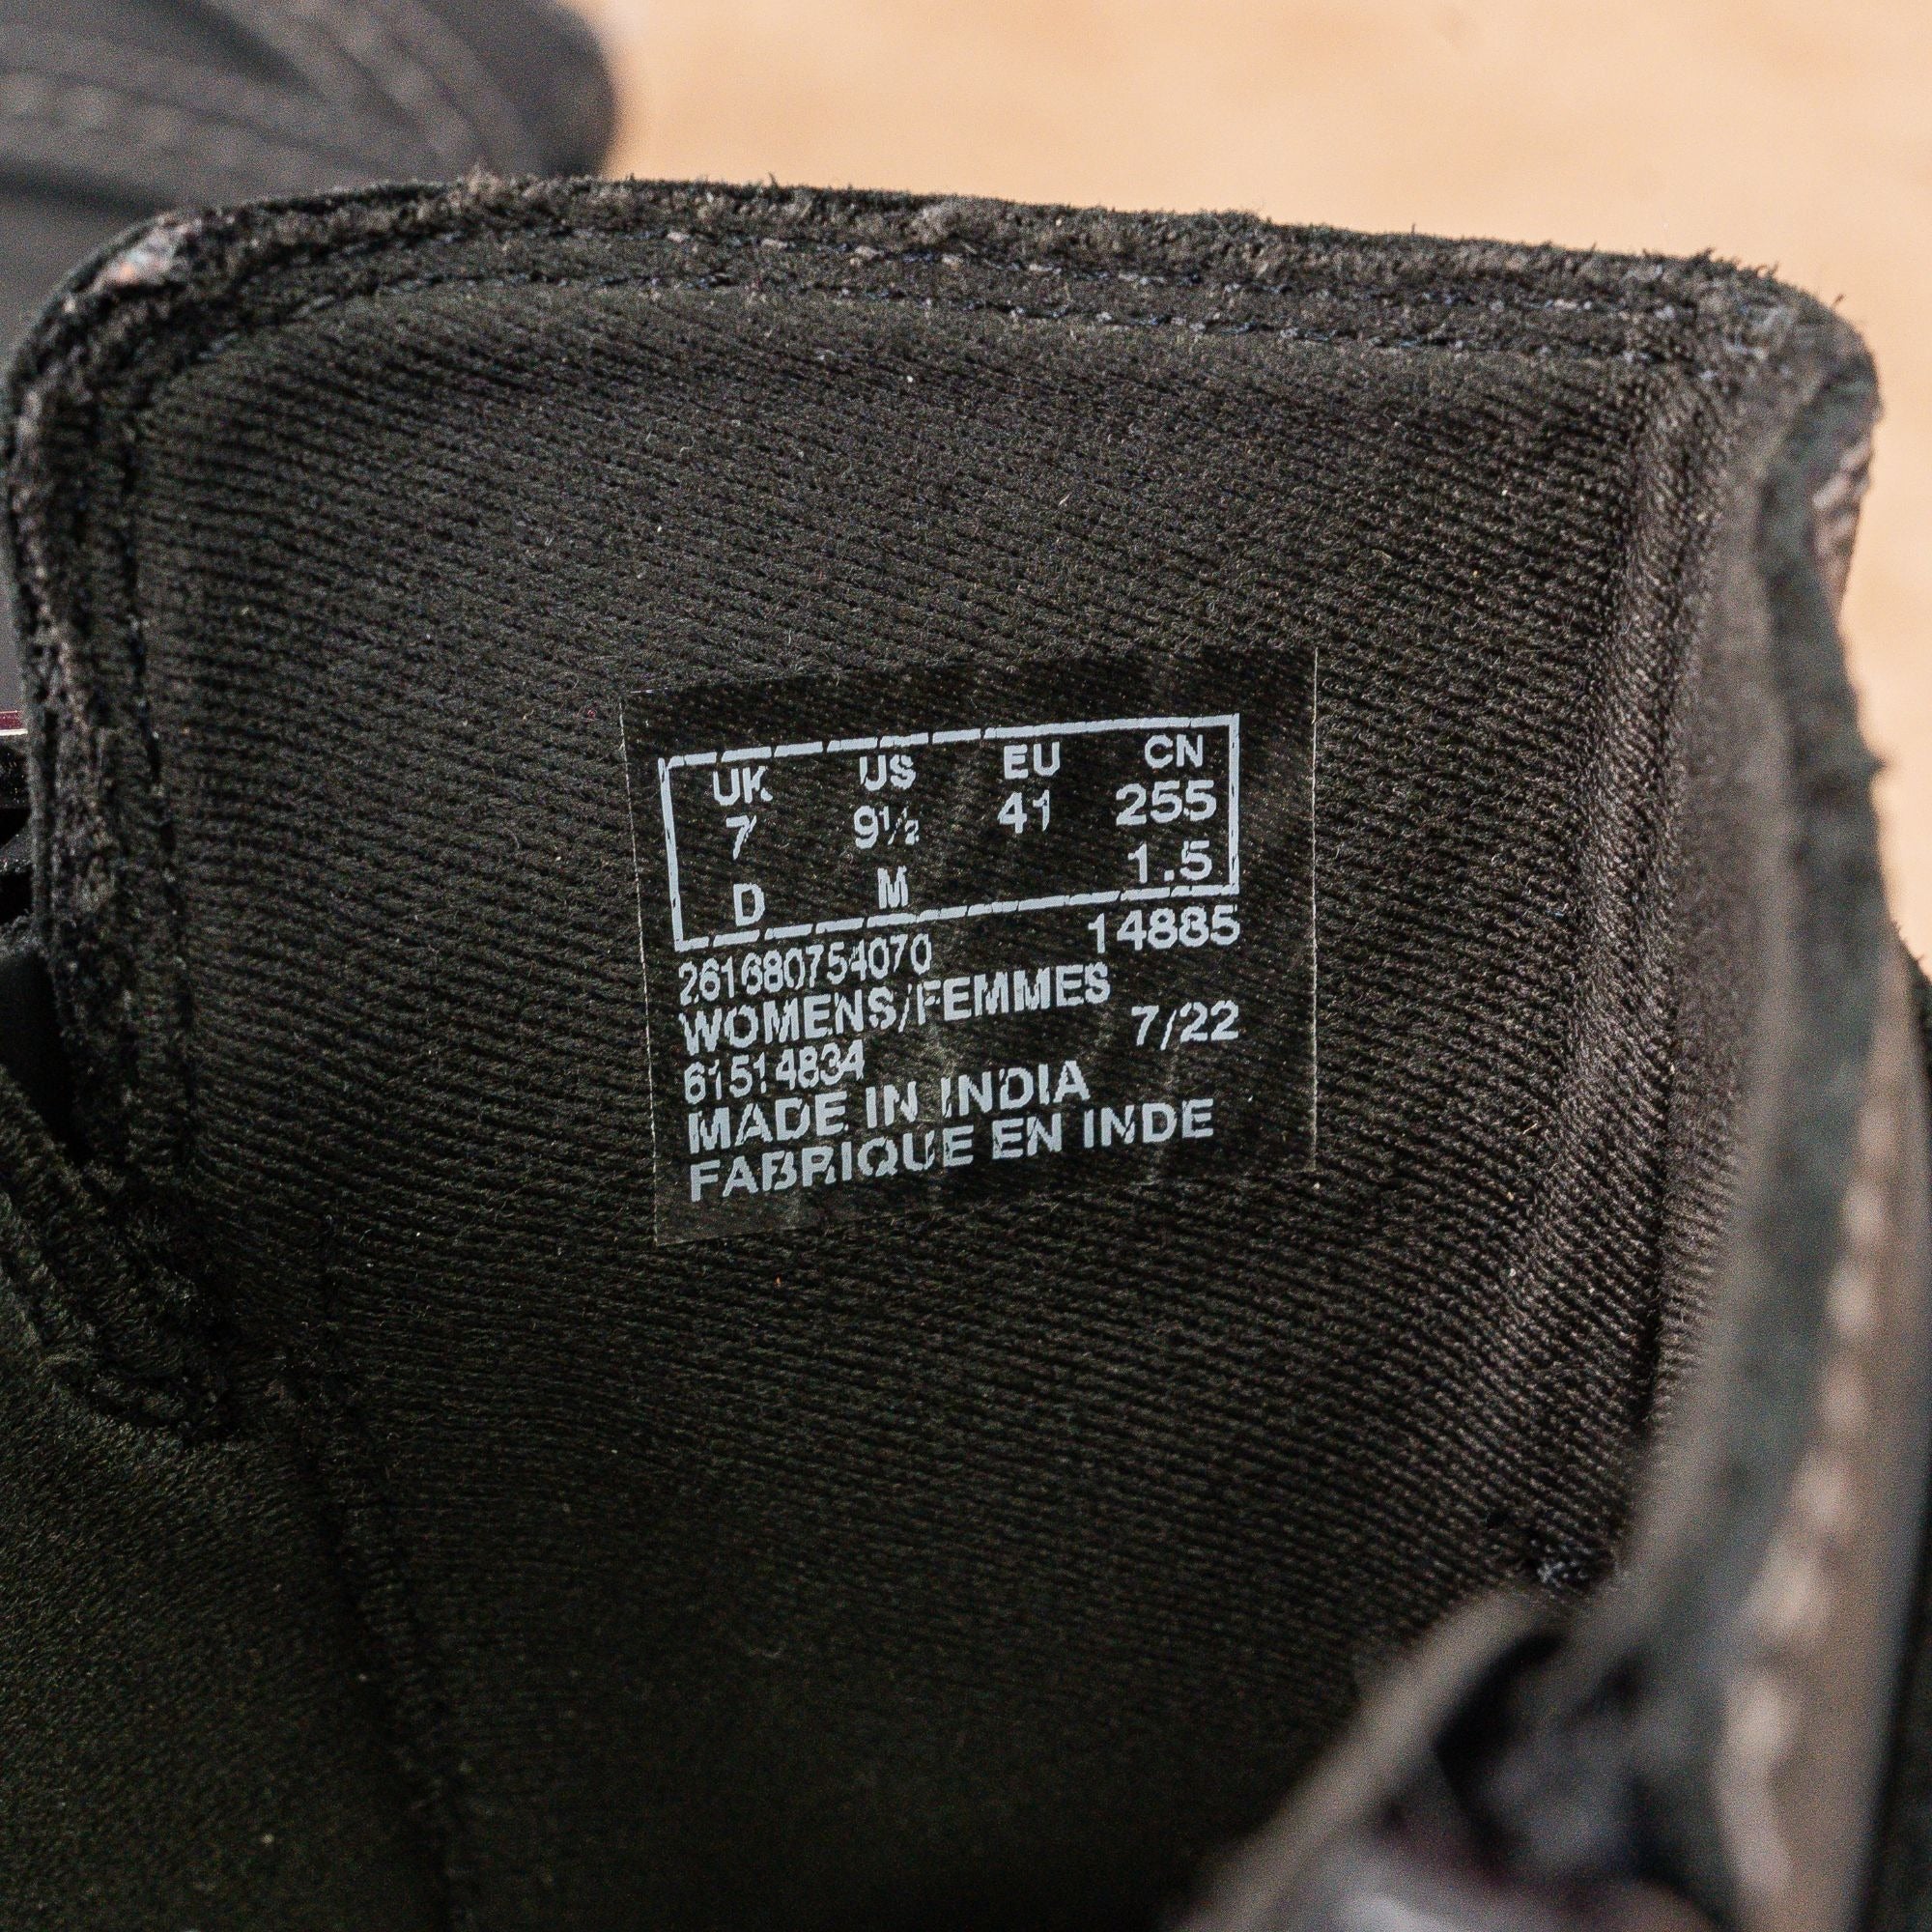 UK US EU CN
7 9½ 41 255
D M 1.5
261680754070 14885
WOMENS/FEMMES
61514834 7/22
MADE IN INDIA
FABRIQUE EN INDE